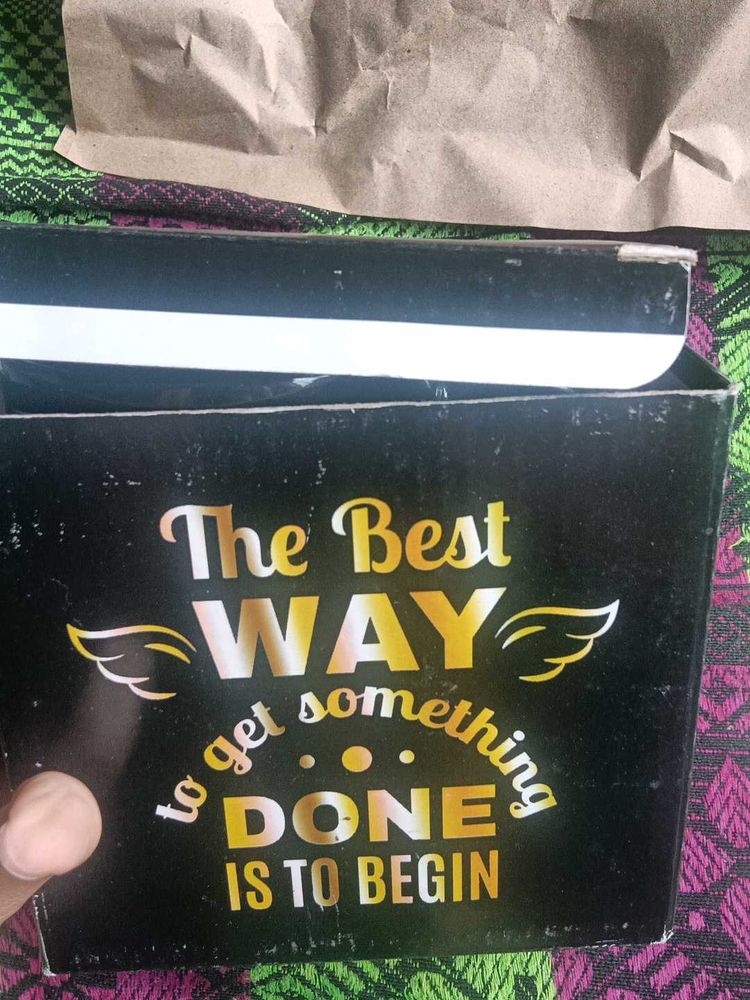 The Best
WAY
to get something
DONE
IS TO BEGIN